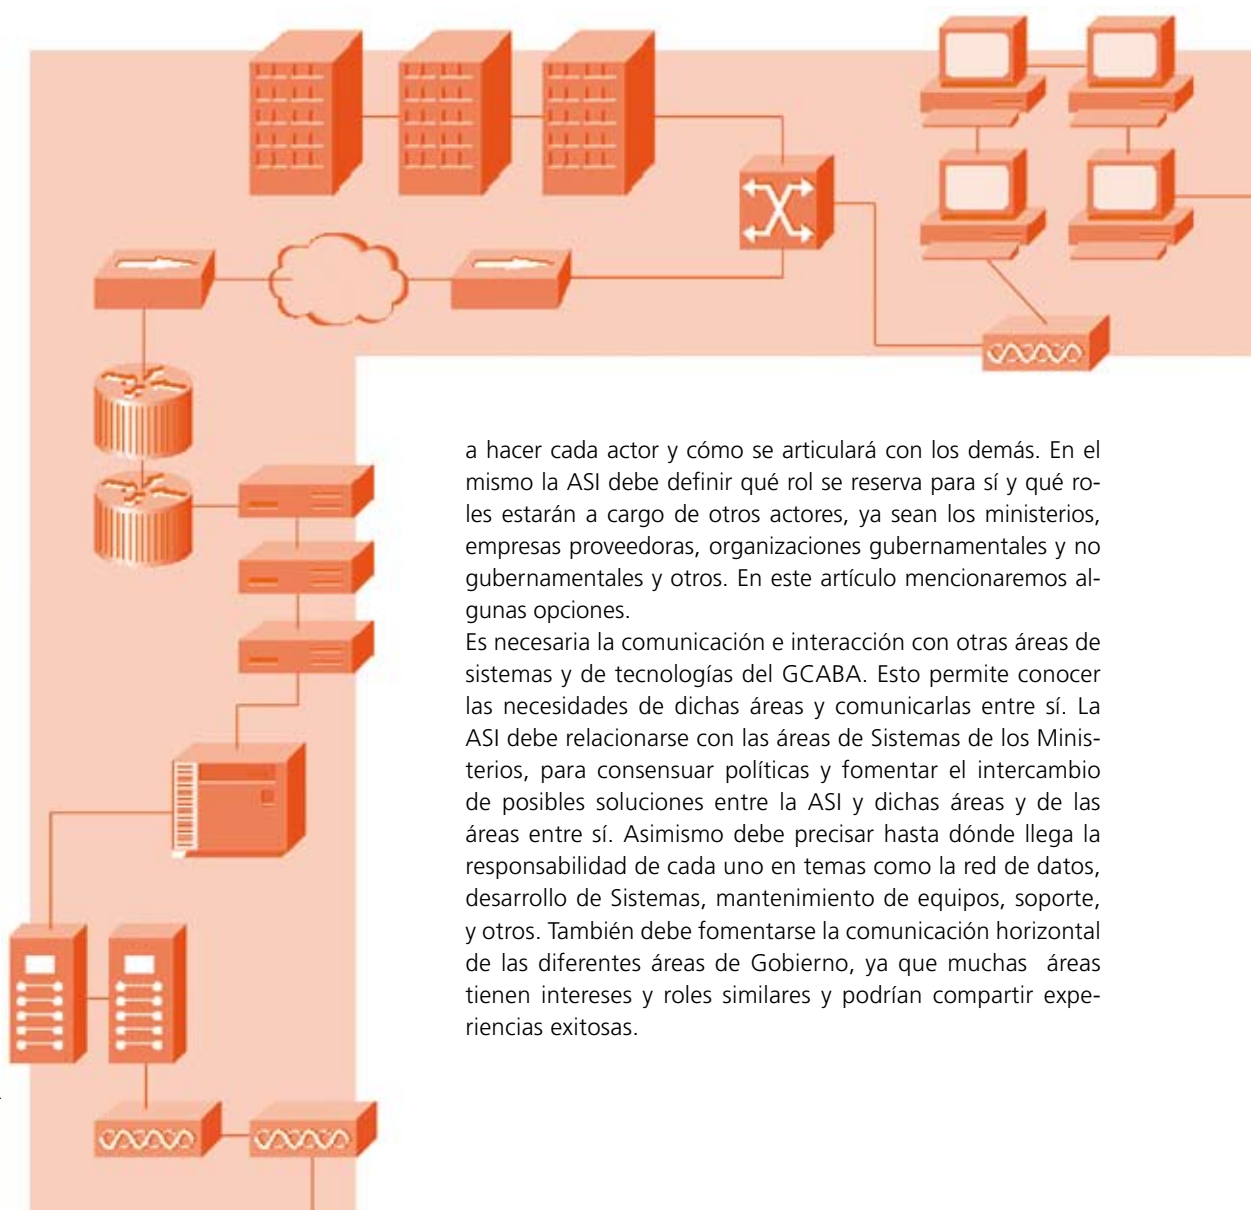 a hacer cada actor y cómo se articulará con los demás. En el
mismo la ASI debe definir qué rol se reserva para sí y qué ro-
les estarán a cargo de otros actores, ya sean los ministerios,
empresas proveedoras, organizaciones gubernamentales y no
gubernamentales y otros. En este artículo mencionaremos al-
gunas opciones.
Es necesaria la comunicación e interacción con otras áreas de
sistemas y de tecnologías del GCABA. Esto permite conocer
las necesidades de dichas áreas y comunicarlas entre sí. La
ASI debe relacionarse con las áreas de Sistemas de los Minis-
terios, para consensuar políticas y fomentar el intercambio
de posibles soluciones entre la ASI y dichas áreas y de las
áreas entre sí. Asimismo debe precisar hasta dónde llega la
responsabilidad de cada uno en temas como la red de datos,
desarrollo de Sistemas, mantenimiento de equipos, soporte,
y otros. También debe fomentarse la comunicación horizontal
de las diferentes áreas de Gobierno, ya que muchas áreas
tienen intereses y roles similares y podrían compartir expe-
riencias exitosas.